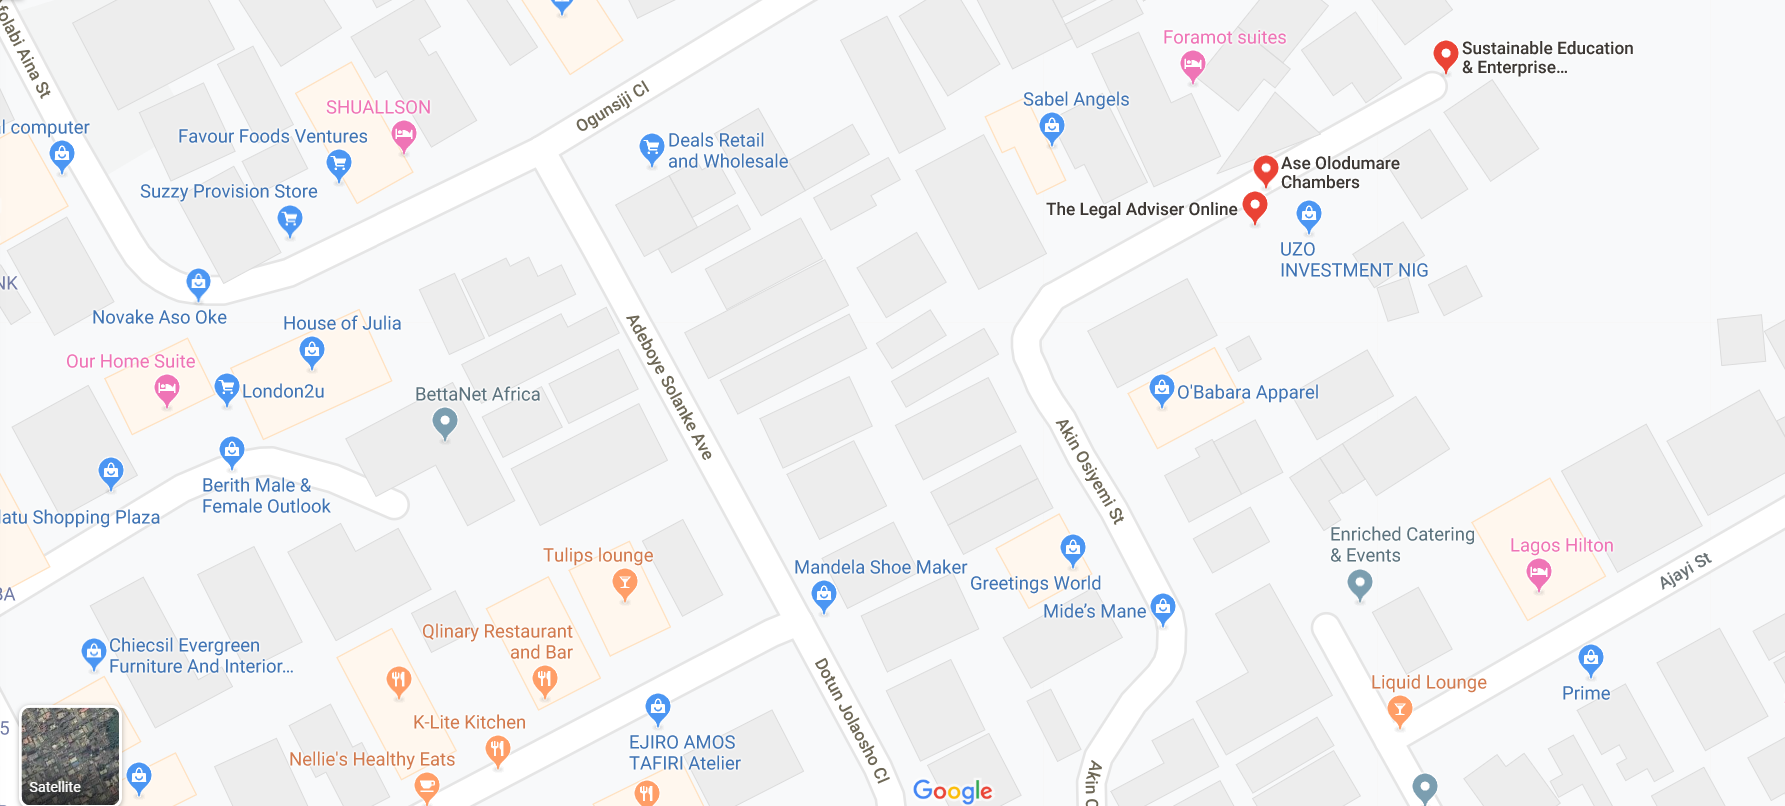 folabi Aina St
Foramot suites
Sustainable Education
& Enterprise...
SHUALLSON
Ogunsiji Cl
Sabel Angels
l computer
Favour Foods Ventures
Deals Retail
and Wholesale
Ase Olodumare
Chambers
Suzzy Provision Store
The Legal Adviser Online
UZO
INVESTMENT NIG
NK
Novake Aso Oke
House of Julia
Adeboye Solanke Ave
Our Home Suite
London2u
BettaNet Africa
O'Babara Apparel
Akin Osiyemi St
Berith Male &
Female Outlook
latu Shopping Plaza
Enriched Catering
& Events
Lagos Hilton
Tulips lounge
Mandela Shoe Maker
Greetings World
Ajayi St
BA
Mide's Mane
Qlinary Restaurant
and Bar
Chiecsil Evergreen
Furniture And Interior...
Dotun Jolaosho Cl
Liquid Lounge
Prime
5
K-Lite Kitchen
EJIRO AMOS
TAFIRI Atelier
Nellie's Healthy Eats
Akin O
Satellite
Google